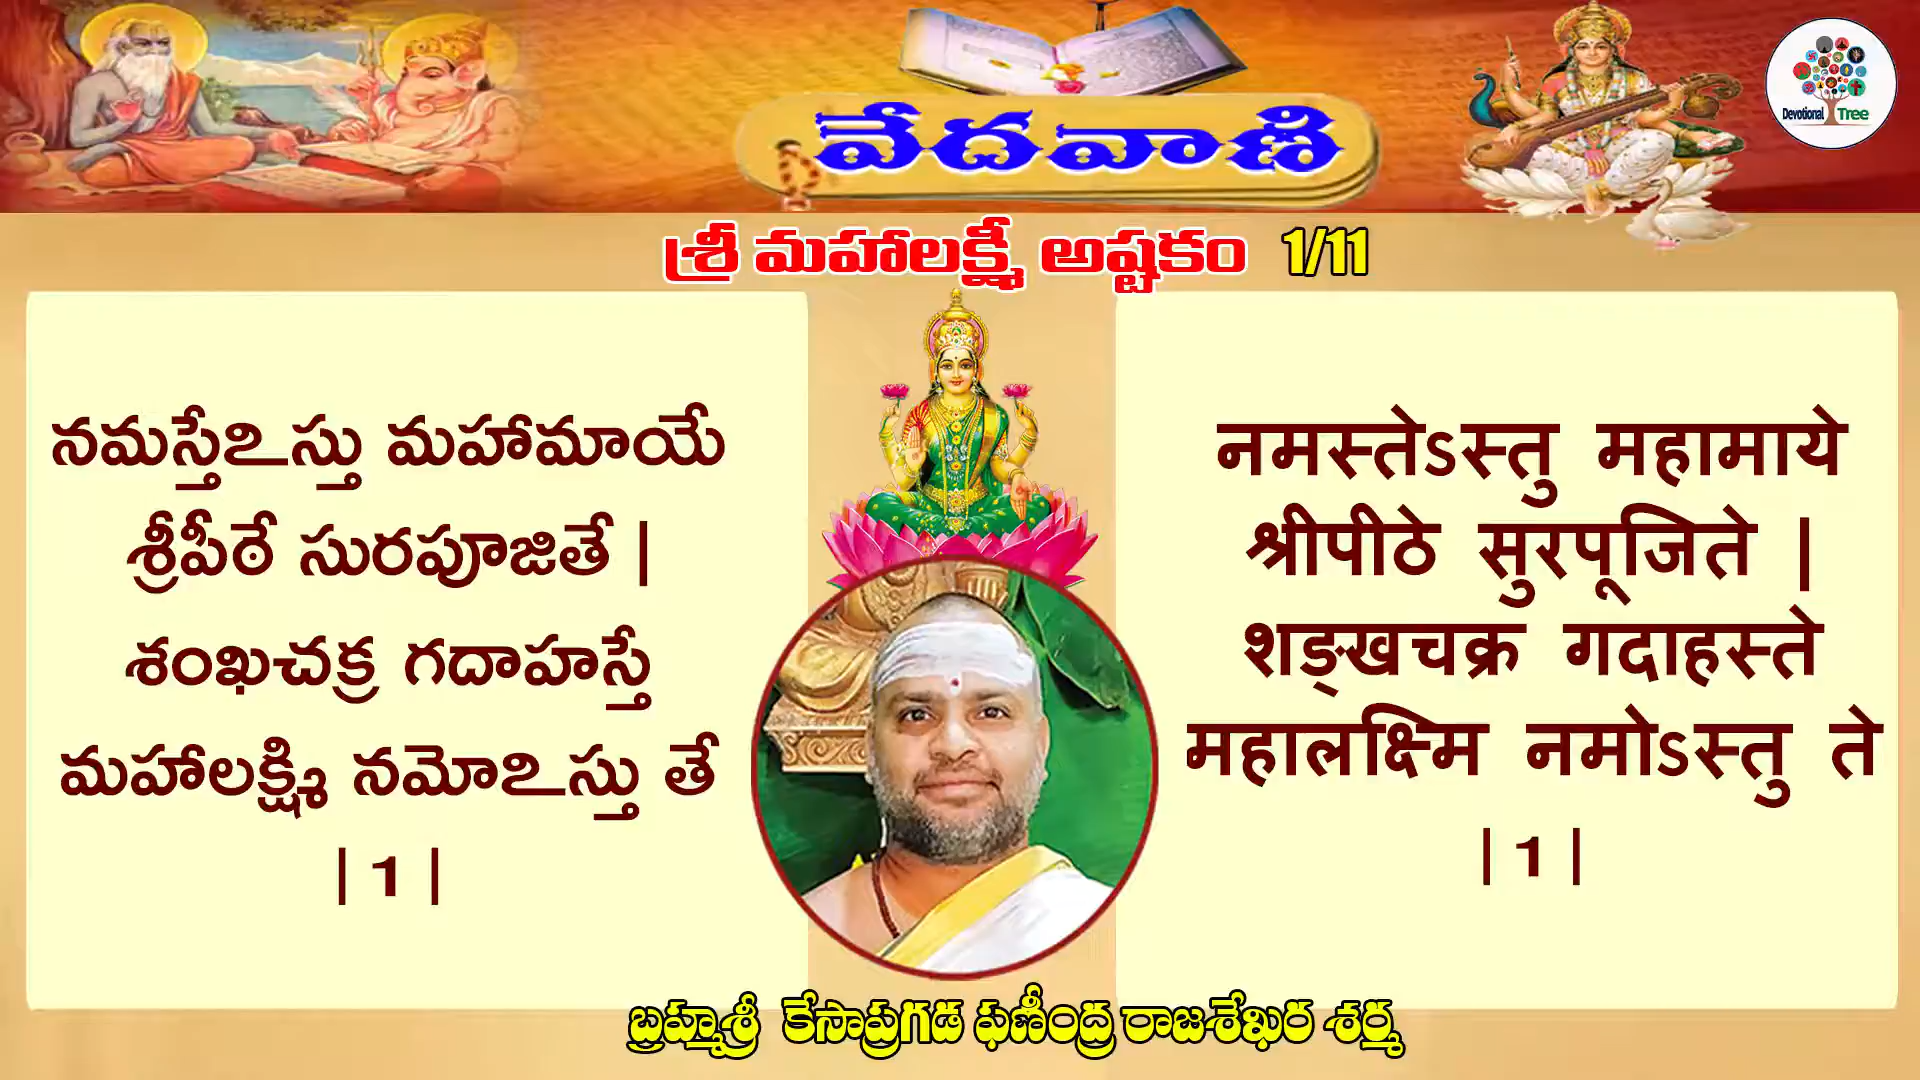 వేదవాణి
Devotional Tree
శ్రీ మహాలక్ష్మీ అష్టకం 1/11
నమస్తేఽస్తు మహామాయే
శ్రీపీఠే సురపూజితే |
శంఖచక్ర గదాహస్తే
మహాలక్ష్మి నమోఽస్తు తే
| 1 |
नमस्तेऽस्तु महामाये
श्रीपीठे सुरपूजिते |
शङ्खचक्र गदाहस्ते
महालक्ष्मि नमोऽस्तु ते
| 1 |
బ్రహ్మశ్రీ కేసాప్రగడ ఫణీంద్ర రాజశేఖర శర్మ